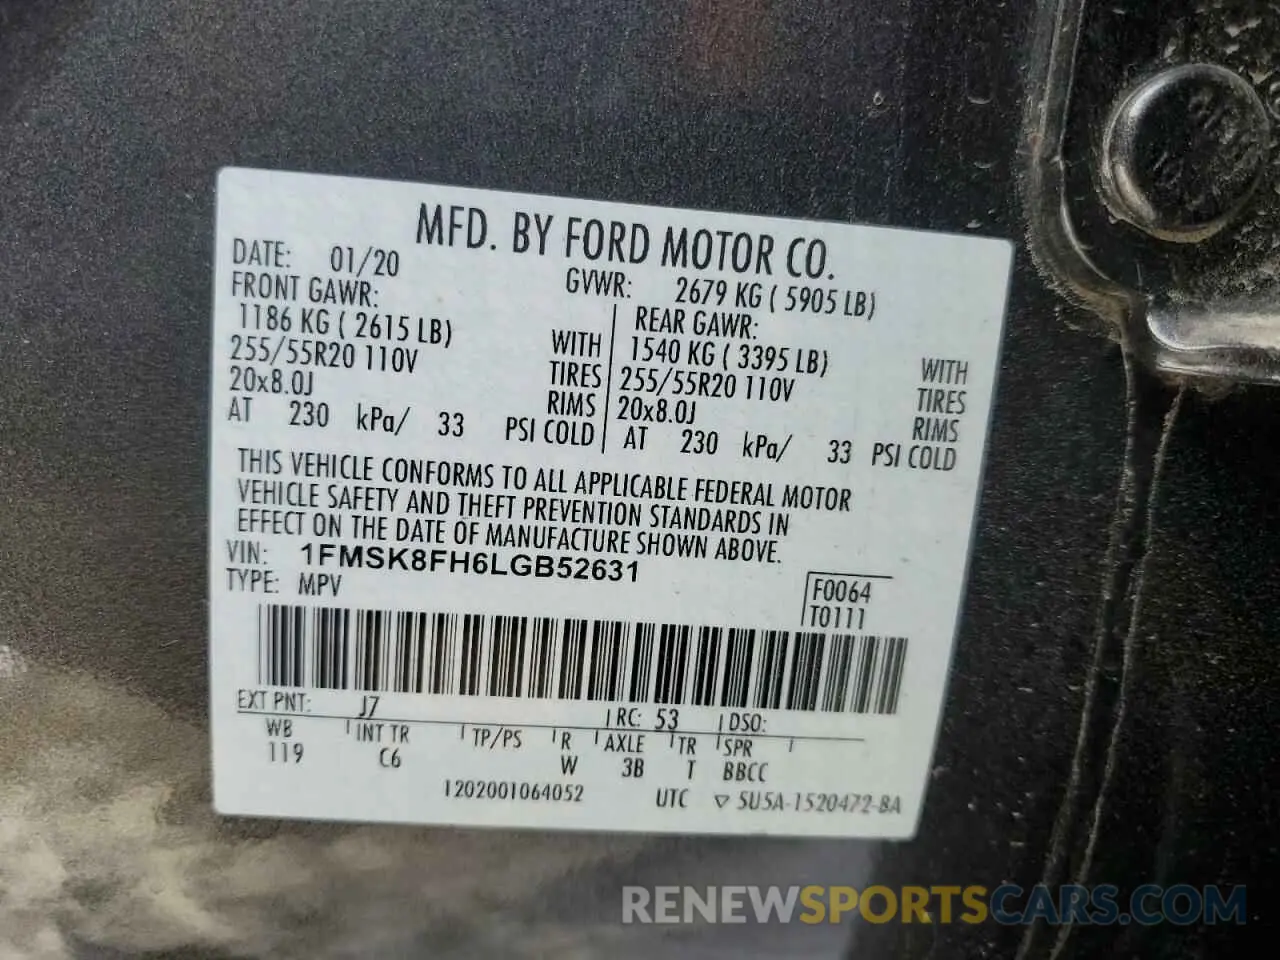 MFD. BY FORD MOTOR CO.
DATE: 01/20 GVWR: 2679 KG ( 5905 LB)
FRONT GAWR: REAR GAWR:
1186 KG ( 2615 LB) WITH 1540 KG ( 3395 LB) WITH
255/55R20 110V TIRES 255/55R20 110V TIRES
20x8.0J RIMS 20x8.0J RIMS
AT 230 kPa/ 33 PSI COLD AT 230 kPa/ 33 PSI COLD
THIS VEHICLE CONFORMS TO ALL APPLICABLE FEDERAL MOTOR
VEHICLE SAFETY AND THEFT PREVENTION STANDARDS IN
EFFECT ON THE DATE OF MANUFACTURE SHOWN ABOVE.
VIN: 1FMSK8FH6LGB52631
TYPE: MPV
F0064
T0111
EXT PNT: J7 RC: 53 DSO:
WB INT TR TP/PS R AXLE TR SPR
119 C6 W 3B T BBCC
12020010640​52 UTC ▽ 5U5A-1520472-BA
RENEWSPORTSCARS.COM